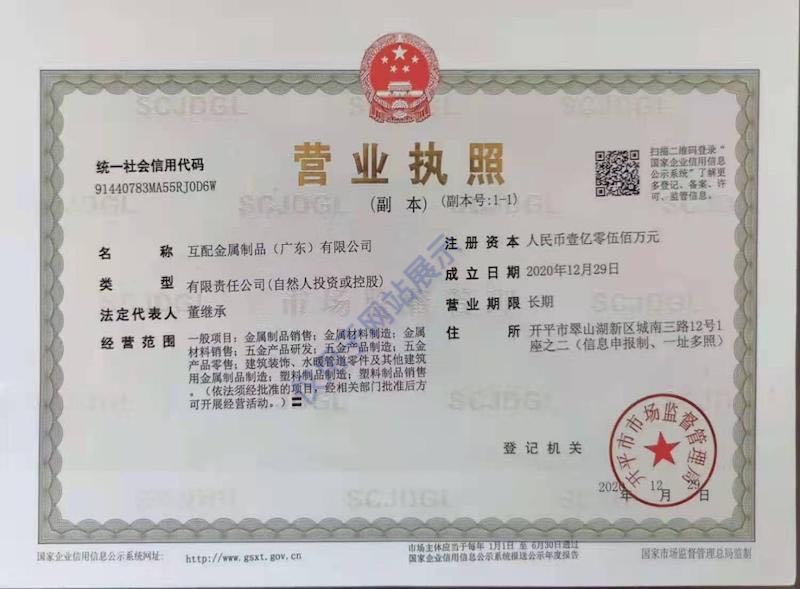 统一社会信用代码
91440783MA55RJ0D6W
营业执照
(副 本) (副本号:1-1)
扫描二维码登录“
国家企业信用信息
公示系统”了解更
多登记、备案、许
可、监管信息。
名 称 互配金属制品（广东）有限公司
类 型 有限责任公司(自然人投资或控股)
法定代表人 董继承
经营范围 一般项目：金属制品销售；金属材料制造；金属
材料销售；五金产品研发；五金产品制造；五金
产品零售；建筑装饰、水暖管道零件及其他建筑
用金属制品制造；塑料制品制造；塑料制品销售
。（依法须经批准的项目，经相关部门批准后方
可开展经营活动。）
注册资本 人民币壹亿零伍佰万元
成立日期 2020年12月29日
营业期限 长期
住 所 开平市翠山湖新区城南三路12号1
座之二（信息申报制、一址多照）
网站展示
登记机关
开平市市场监督管理局
2020年 12月 29日
国家企业信用信息公示系统网址: http://www.gsxt.gov.cn
市场主体应当于每年 1月1日 至 6月30日通过
国家企业信用信息公示系统报送公示年度报告
国家市场监督管理总局监制
SCJDGL
SCJDGL
SCJDGL
SCJDGL
SCJDGL